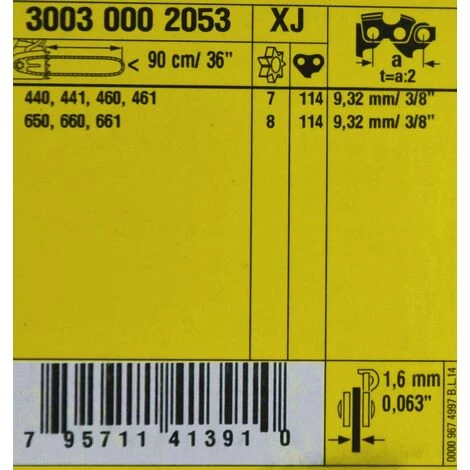 3003 000 2053 XJ
< 90 cm/ 36"
a
t=a:2
440, 441, 460, 461 7 114 9,32 mm/ 3/8"
650, 660, 661 8 114 9,32 mm/ 3/8"
1,6 mm
0,063"
7 95711 41391 0
0000 967 4997 B.L14